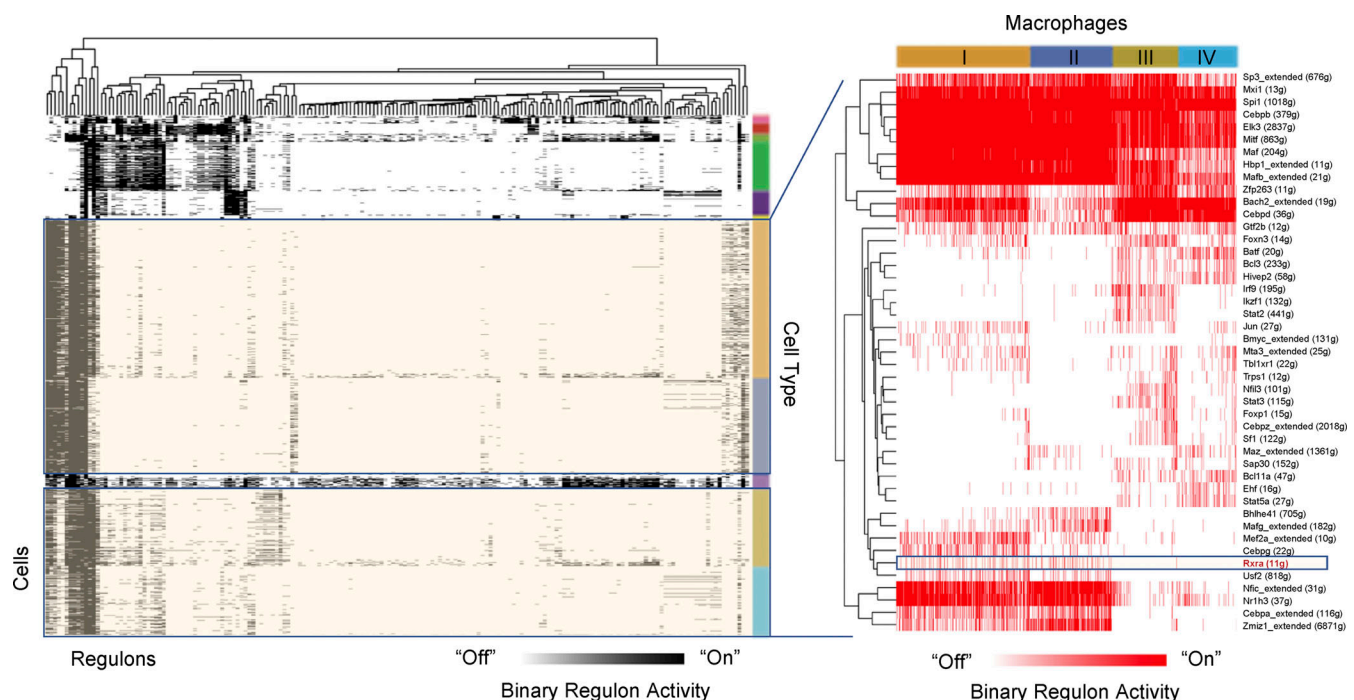 Macrophages
I II III IV
Sp3_extended (676g)
Mxi1 (13g)
Spi1 (1018g)
Cebpb (379g)
Elk3 (2837g)
Mitf (863g)
Maf (204g)
Hbp1_extended (11g)
Mafb_extended (21g)
Zfp263 (11g)
Bach2_extended (19g)
Cebpd (36g)
Gtf2b (12g)
Foxn3 (14g)
Batf (20g)
Bcl3 (233g)
Hivep2 (58g)
Irf9 (195g)
Ikzf1 (132g)
Stat2 (441g)
Jun (27g)
Bmyc_extended (131g)
Mta3_extended (25g)
Tbl1xr1 (22g)
Trps1 (12g)
Nfil3 (101g)
Stat3 (115g)
Foxp1 (15g)
Cebpz_extended (2018g)
Sf1 (122g)
Maz_extended (1361g)
Sap30 (152g)
Bcl11a (47g)
Ehf (16g)
Stat5a (27g)
Bhlhe41 (705g)
Mafg_extended (182g)
Mef2a_extended (10g)
Cebpg (22g)
Rxra (11g)
Usf2 (818g)
Nfic_extended (31g)
Nr1h3 (37g)
Cebpa_extended (116g)
Zmiz1_extended (6871g)
Cell Type
Cells
Regulons
“Off” “On”
Binary Regulon Activity
“Off” “On”
Binary Regulon Activity